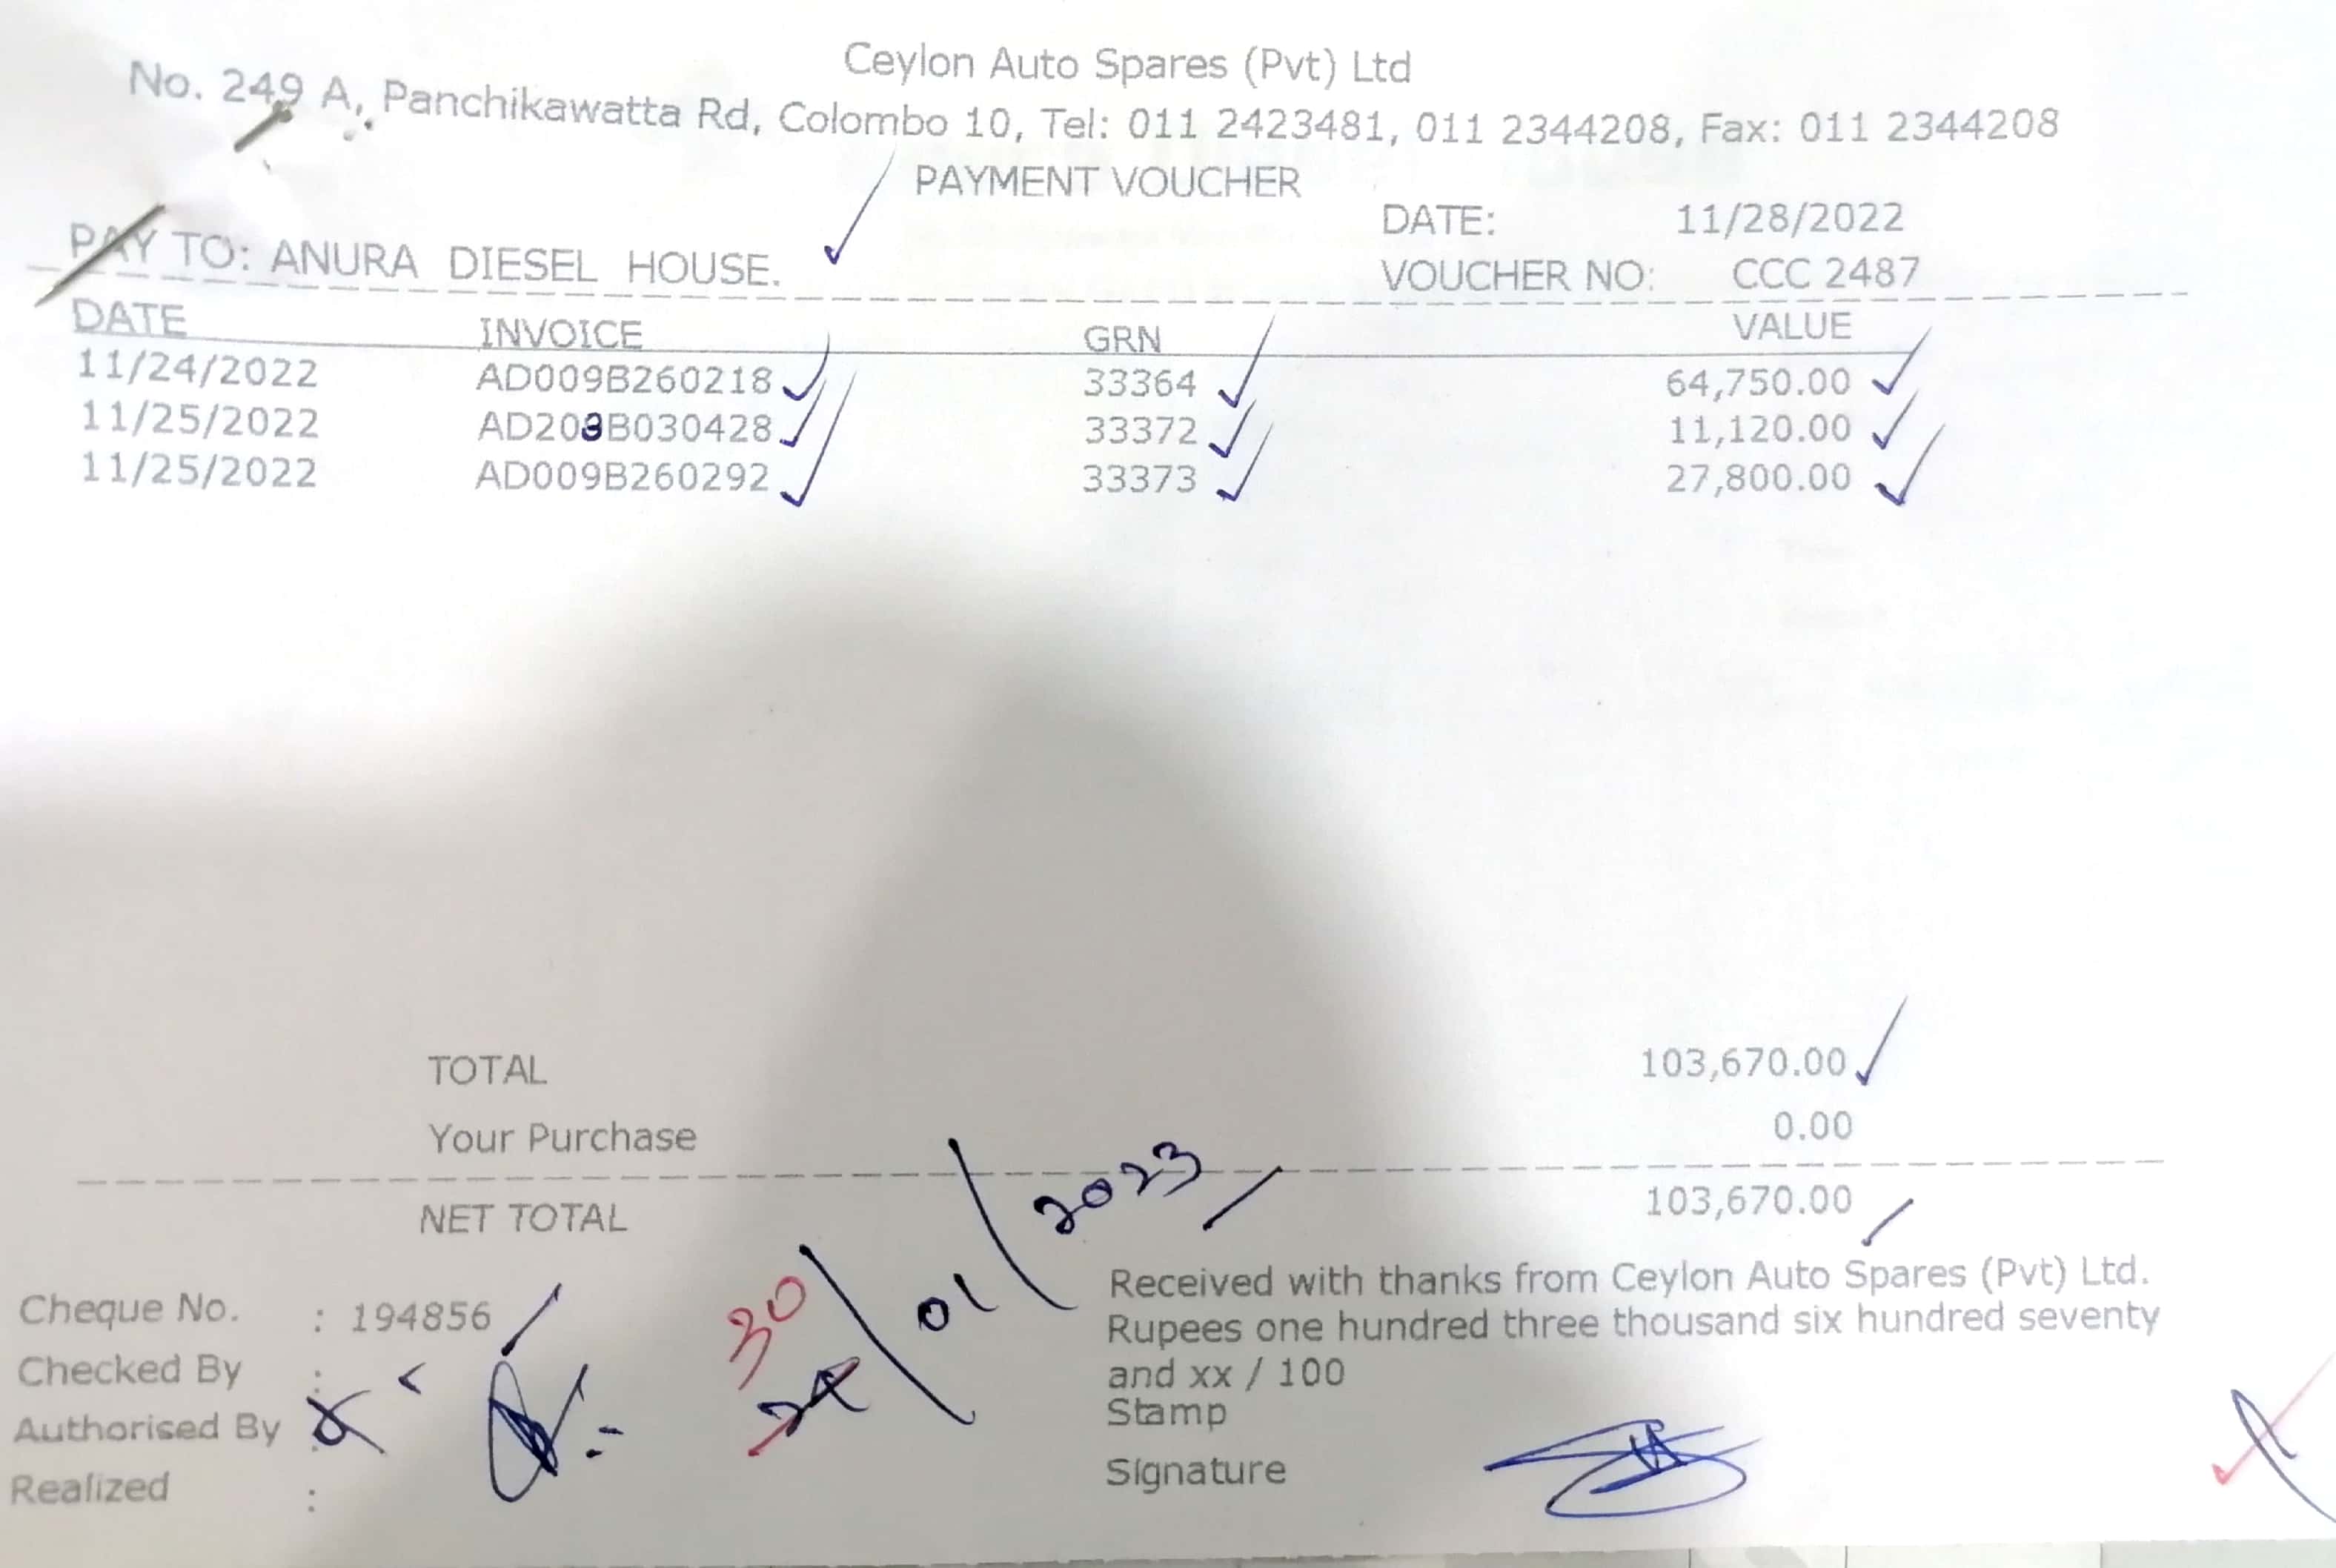 Ceylon Auto Spares (Pvt) Ltd
No. 249 A, Panchikawatta Rd, Colombo 10, Tel: 011 2423481, 011 2344208, Fax: 011 2344208
PAYMENT VOUCHER
DATE: 11/28/2022
PAY TO: ANURA DIESEL HOUSE.
VOUCHER NO: CCC 2487
DATE INVOICE GRN VALUE
11/24/2022 AD009B260218 33364 64,750.00
11/25/2022 AD203B030428 33372 11,120.00
11/25/2022 AD009B260292 33373 27,800.00
TOTAL 103,670.00
Your Purchase 0.00
NET TOTAL 103,670.00
30/01/2023
Cheque No. : 194856
Checked By :
Authorised By :
Realized :
Received with thanks from Ceylon Auto Spares (Pvt) Ltd.
Rupees one hundred three thousand six hundred seventy
and xx / 100
Stamp
Signature